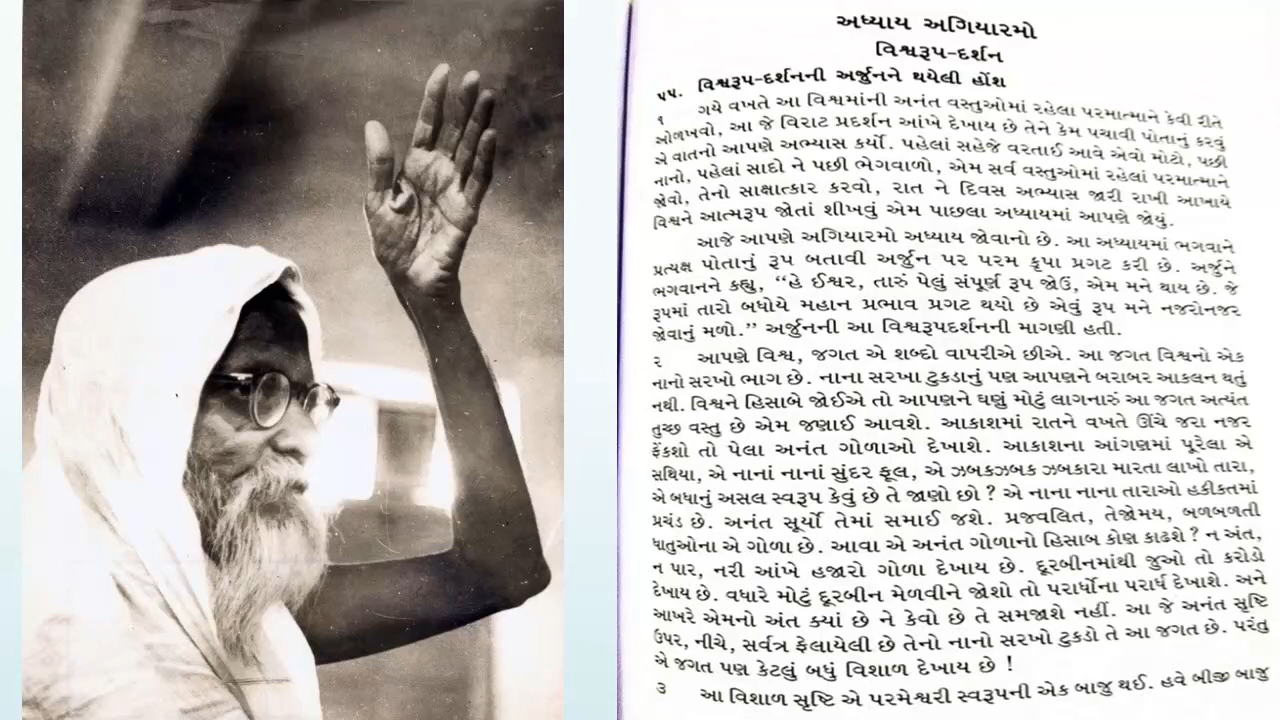 અધ્યાય અગિયારમો
વિશ્વરૂપ-દર્શન
૫૫. વિશ્વરૂપ-દર્શનની અર્જુનને થયેલી હોંશ
૧ ગયે વખતે આ વિશ્વમાંની અનંત વસ્તુઓમાં રહેલા પરમાત્માને કેવી રીતે
ઓળખવો, આ જે વિરાટ પ્રદર્શન આંખે દેખાય છે તેને કેમ પચાવી પોતાનું કરવું
એ વાતનો આપણે અભ્યાસ કર્યો. પહેલાં સહેજે વરતાઈ આવે એવો મોટો, પછી
નાનો, પહેલાં સાદો ને પછી ભેગવાળો, એમ સર્વ વસ્તુઓમાં રહેલાં પરમાત્માને
જોવો, તેનો સાક્ષાત્કાર કરવો, રાત ને દિવસ અભ્યાસ જારી રાખી આખાયે
વિશ્વને આત્મરૂપ જોતાં શીખવું એમ પાછલા અધ્યાયમાં આપણે જોયું.
આજે આપણે અગિયારમો અધ્યાય જોવાનો છે. આ અધ્યાયમાં ભગવાને
પ્રત્યક્ષ પોતાનું રૂપ બતાવી અર્જુન પર પરમ કૃપા પ્રગટ કરી છે. અર્જુને
ભગવાનને કહ્યુ, “હે ઈશ્વર, તારું પેલું સંપૂર્ણ રૂપ જોઉં, એમ મને થાય છે. જે
રૂપમાં તારો બધોયે મહાન પ્રભાવ પ્રગટ થયો છે એવું રૂપ મને નજરોનજર
જોવાનું મળો.” અર્જુનની આ વિશ્વરૂપદર્શનની માગણી હતી.
૨ આપણે વિશ્વ, જગત એ શબ્દો વાપરીએ છીએ. આ જગત વિશ્વનો એક
નાનો સરખો ભાગ છે. નાના સરખા ટુકડાનું પણ આપણને બરાબર આકલન થતું
નથી. વિશ્વને હિસાબે જોઈએ તો આપણને ઘણું મોટું લાગનારું આ જગત અત્યંત
તુચ્છ વસ્તુ છે એમ જણાઈ આવશે. આકાશમાં રાતને વખતે ઊંચે જરા નજર
ફેંકશો તો પેલા અનંત ગોળાઓ દેખાશે. આકાશના આંગણમાં પૂરેલા એ
સથિયા, એ નાનાં નાનાં સુંદર ફૂલ, એ ઝબકઝબક ઝબકારા મારતા લાખો તારા,
એ બધાનું અસલ સ્વરૂપ કેવું છે તે જાણો છો ? એ નાના નાના તારાઓ હકીકતમાં
પ્રચંડ છે. અનંત સૂર્યો તેમાં સમાઈ જશે. પ્રજવલિત, તેજોમય, બળબળતી
ધાતુઓના એ ગોળા છે. આવા એ અનંત ગોળાનો હિસાબ કોણ કાઢશે ? ન અંત,
ન પાર, નરી આંખે હજારો ગોળા દેખાય છે. દૂરબીનમાંથી જુઓ તો કરોડો
દેખાય છે. વધારે મોટું દૂરબીન મેળવીને જોશો તો પરાર્ધોના પરાર્ધ દેખાશે. અને
આખરે એમનો અંત ક્યાં છે ને કેવો છે તે સમજાશે નહીં. આ જે અનંત સૃષ્ટિ
ઉપર, નીચે, સર્વત્ર ફેલાયેલી છે તેનો નાનો સરખો ટુકડો તે આ જગત છે. પરંતુ
એ જગત પણ કેટલું બધું વિશાળ દેખાય છે !
૩ આ વિશાળ સૃષ્ટિ એ પરમેશ્વરી સ્વરૂપની એક બાજુ થઈ. હવે બીજી બાજુ